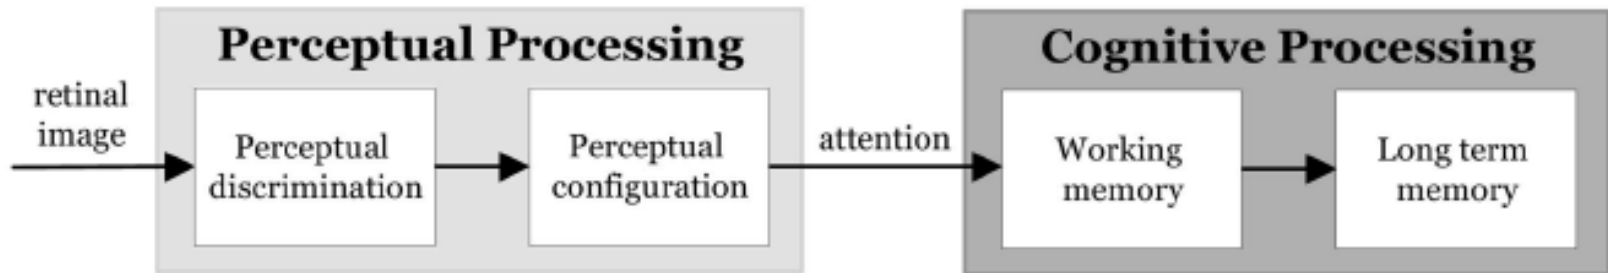 Perceptual Processing
Cognitive Processing
retinal
image
Perceptual
discrimination
Perceptual
configuration
attention
Working
memory
Long term
memory